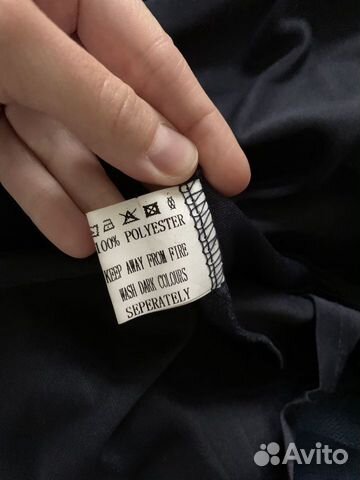 100% POLYESTER
KEEP AWAY FROM FIRE
WASH DARK COLOURS
SEPERATELY
Avito